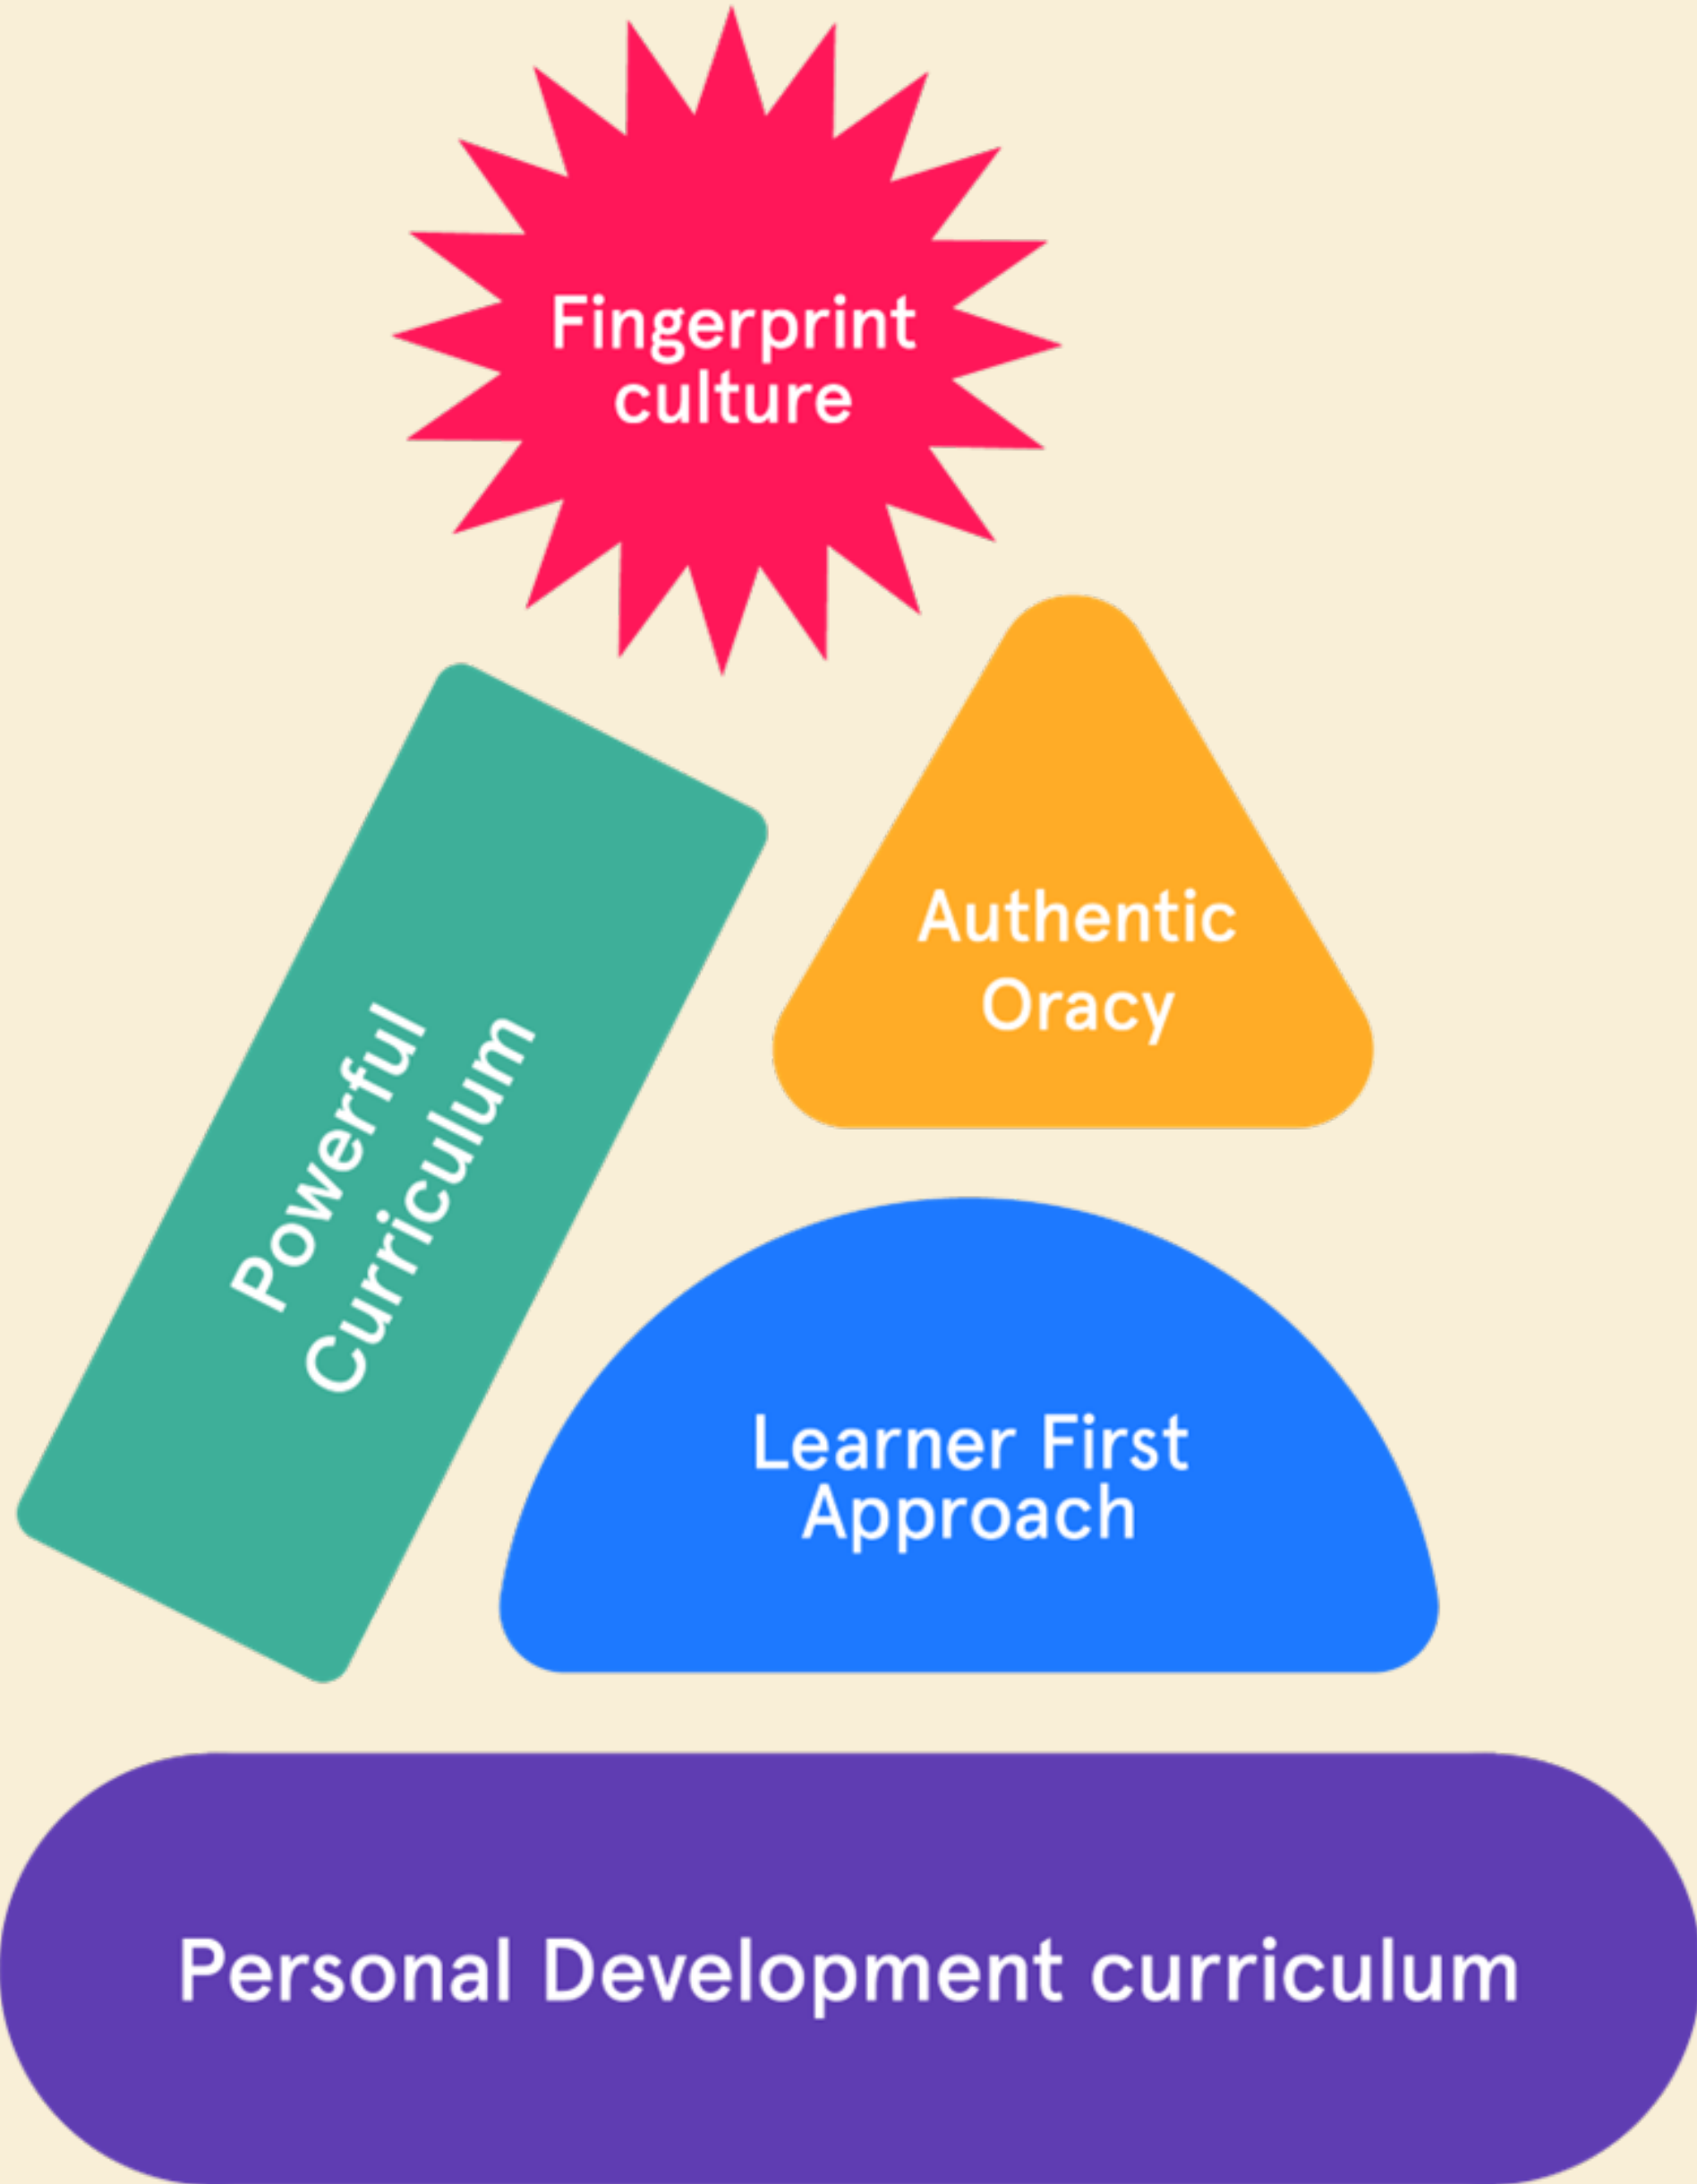 Fingerprint
culture
Authentic
Oracy
Powerful
Curriculum
Learner First
Approach
Personal Development curriculum